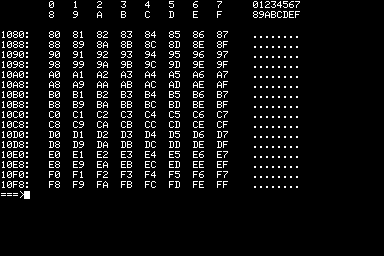 0 1 2 3 4 5 6 7 01234567
8 9 A B C D E F 89ABCDEF
1080: 80 81 82 83 84 85 86 87 ........
1088: 88 89 8A 8B 8C 8D 8E 8F ........
1090: 90 91 92 93 94 95 96 97 ........
1098: 98 99 9A 9B 9C 9D 9E 9F ........
10A0: A0 A1 A2 A3 A4 A5 A6 A7 ........
10A8: A8 A9 AA AB AC AD AE AF ........
10B0: B0 B1 B2 B3 B4 B5 B6 B7 ........
10B8: B8 B9 BA BB BC BD BE BF ........
10C0: C0 C1 C2 C3 C4 C5 C6 C7 ........
10C8: C8 C9 CA CB CC CD CE CF ........
10D0: D0 D1 D2 D3 D4 D5 D6 D7 ........
10D8: D8 D9 DA DB DC DD DE DF ........
10E0: E0 E1 E2 E3 E4 E5 E6 E7 ........
10E8: E8 E9 EA EB EC ED EE EF ........
10F0: F0 F1 F2 F3 F4 F5 F6 F7 ........
10F8: F8 F9 FA FB FC FD FE FF ........
===>